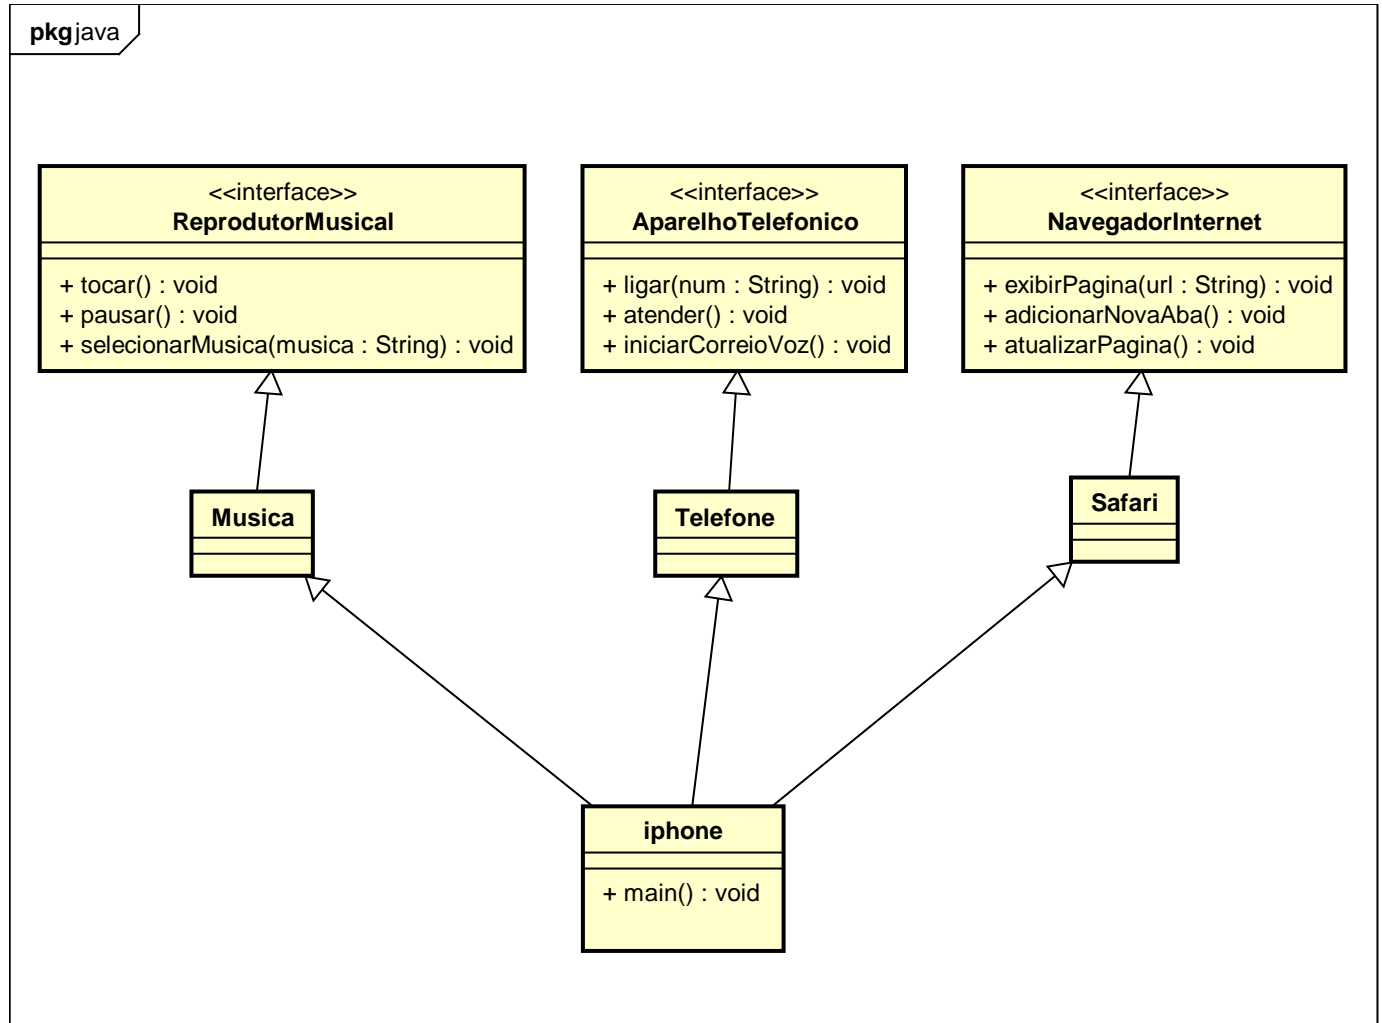 pkg java
<<interface>>
ReprodutorMusical
+ tocar() : void
+ pausar() : void
+ selecionarMusica(musica : String) : void
<<interface>>
AparelhoTelefonico
+ ligar(num : String) : void
+ atender() : void
+ iniciarCorreioVoz() : void
<<interface>>
NavegadorInternet
+ exibirPagina(url : String) : void
+ adicionarNovaAba() : void
+ atualizarPagina() : void
Musica
Telefone
Safari
iphone
+ main() : void